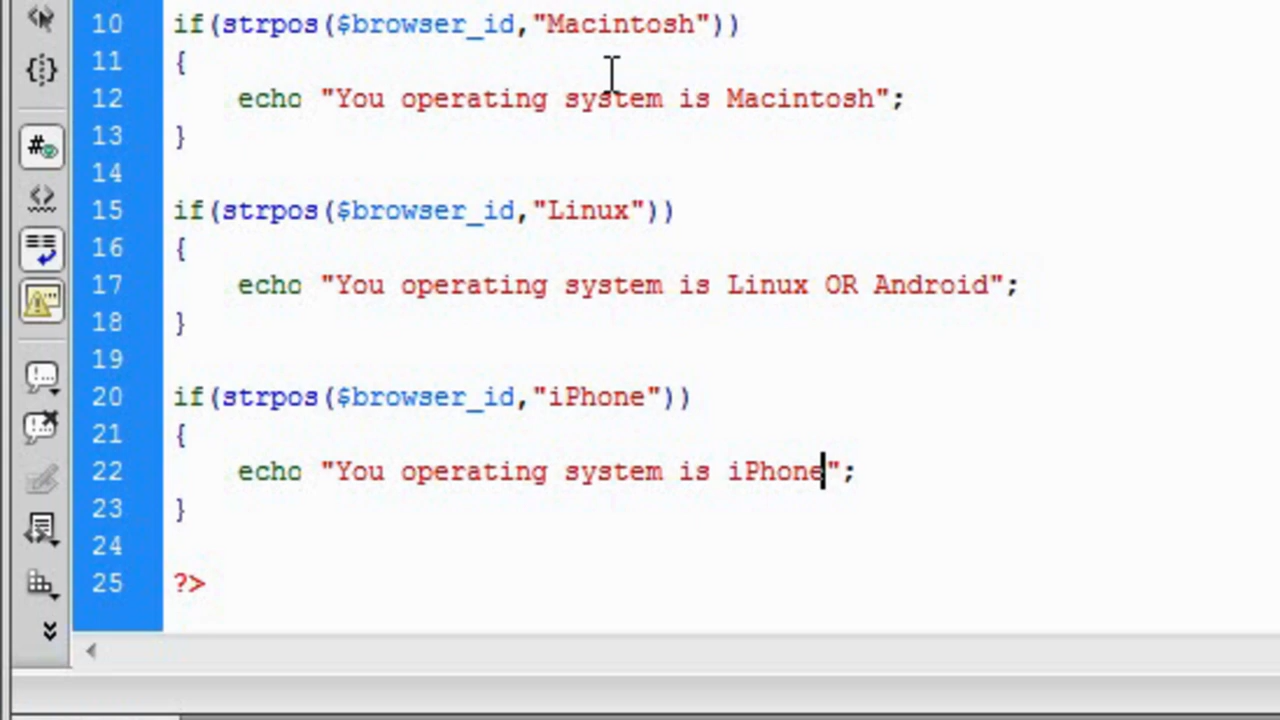 10 if(strpos($browser_id,"Macintosh"))
11 {
12 echo "You operating system is Macintosh";
13 }
14
15 if(strpos($browser_id,"Linux"))
16 {
17 echo "You operating system is Linux OR Android";
18 }
19
20 if(strpos($browser_id,"iPhone"))
21 {
22 echo "You operating system is iPhone";
23 }
24
25 ?>